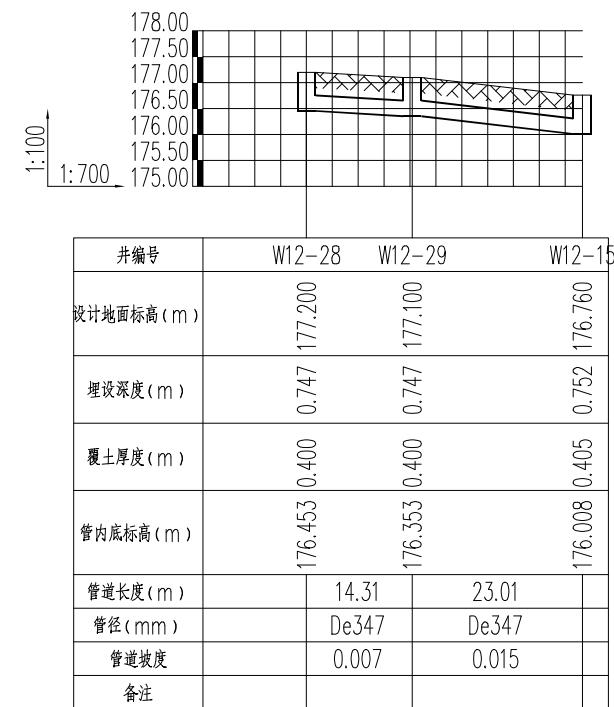 178.00
177.50
177.00
176.50
176.00
175.50
175.00
1:100
1:700
井编号 W12-28 W12-29 W12-15
设计地面标高(m) 177.200 177.100 176.760
埋设深度(m) 0.747 0.747 0.752
覆土厚度(m) 0.400 0.400 0.405
管内底标高(m) 176.453 176.353 176.008
管道长度(m) 14.31 23.01
管径(mm) De347 De347
管道坡度 0.007 0.015
备注